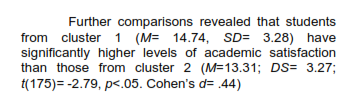 Further comparisons revealed that students
from cluster 1 (M= 14.74, SD= 3.28) have
significantly higher levels of academic satisfaction
than those from cluster 2 (M=13.31; DS= 3.27;
t(175)= -2.79, p<.05. Cohen's d= .44)